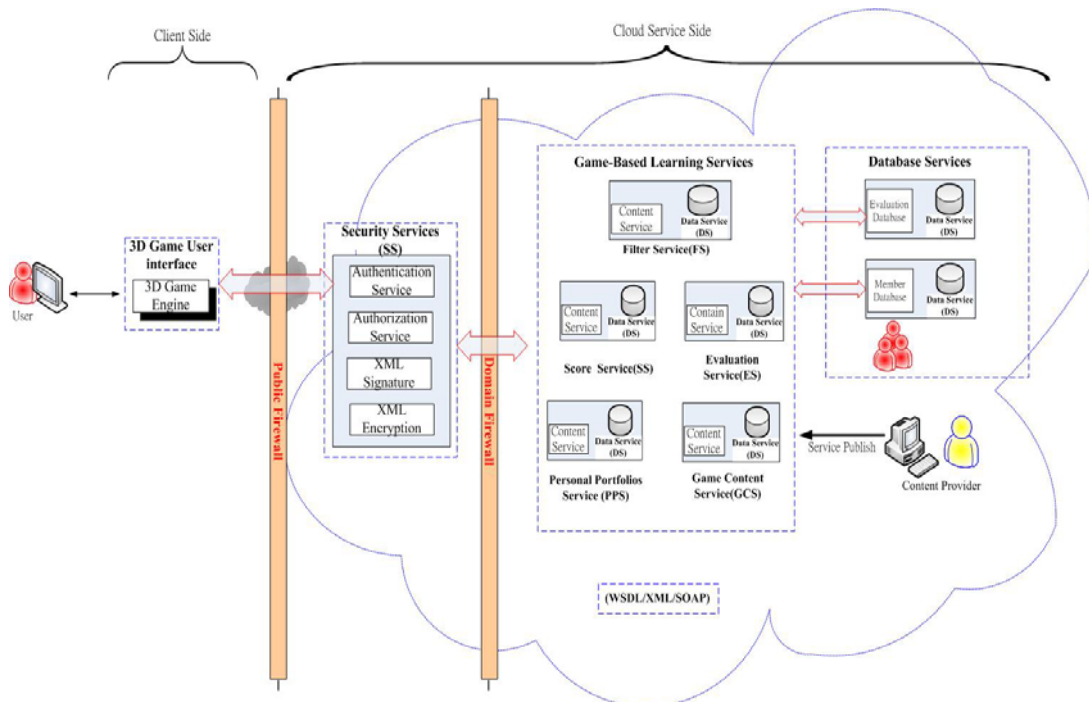 Client Side
Cloud Service Side
User
3D Game User
interface
3D Game
Engine
Public Firewall
Security Services
(SS)
Authentication
Service
Authorization
Service
XML
Signature
XML
Encryption
Domain Firewall
Game-Based Learning Services
Content
Service
Data Service
(DS)
Filter Service(FS)
Content
Service
Data Service
(DS)
Score Service(SS)
Contain
Service
Data Service
(DS)
Evaluation
Service(ES)
Content
Service
Data Service
(DS)
Personal Portfolios
Service (PPS)
Content
Service
Data Service
(DS)
Game Content
Service(GCS)
Database Services
Evaluation
Database
Data Service
(DS)
Member
Database
Data Service
(DS)
Service Publish
Content Provider
(WSDL/XML/SOAP)